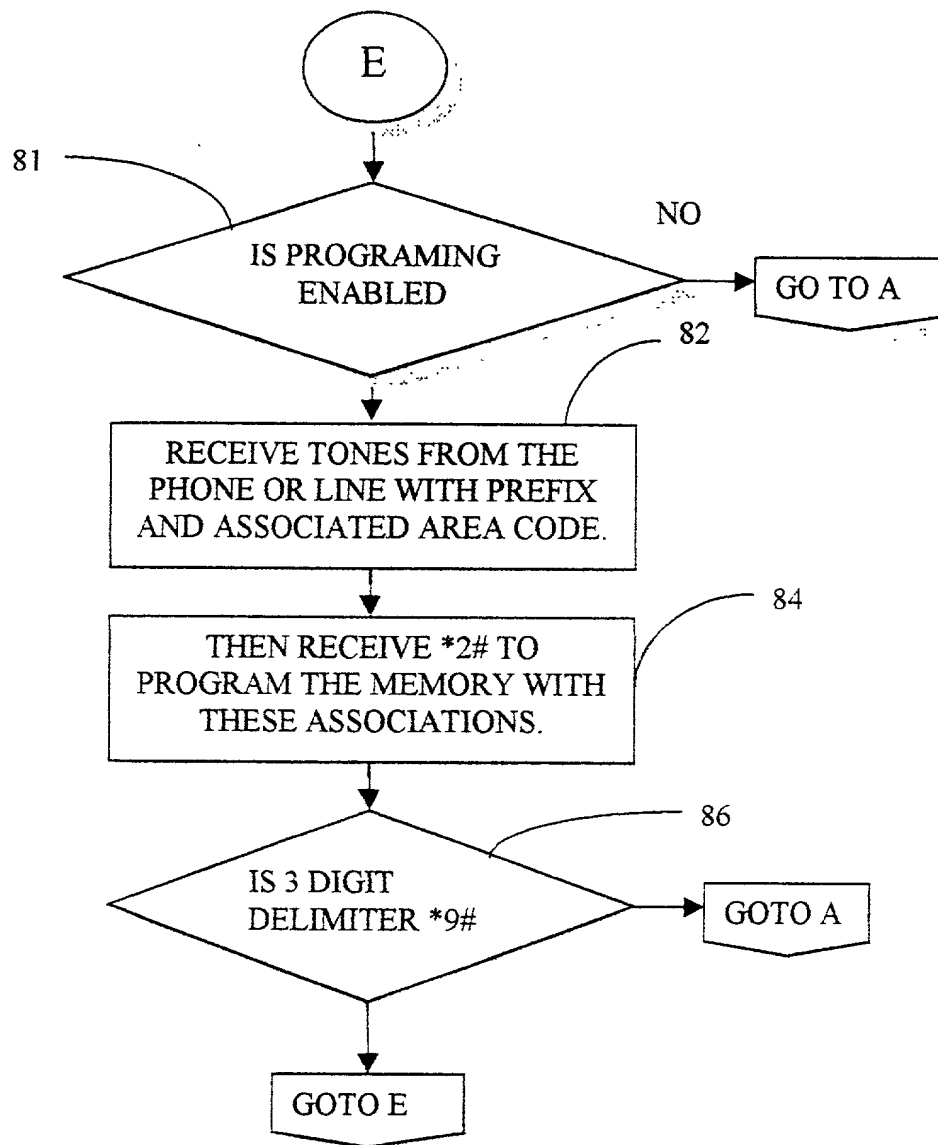 E
81
NO
IS PROGRAMING
ENABLED
GO TO A
82
RECEIVE TONES FROM THE
PHONE OR LINE WITH PREFIX
AND ASSOCIATED AREA CODE.
84
THEN RECEIVE *2# TO
PROGRAM THE MEMORY WITH
THESE ASSOCIATIONS.
86
IS 3 DIGIT
DELIMITER *9#
GOTO A
GOTO E